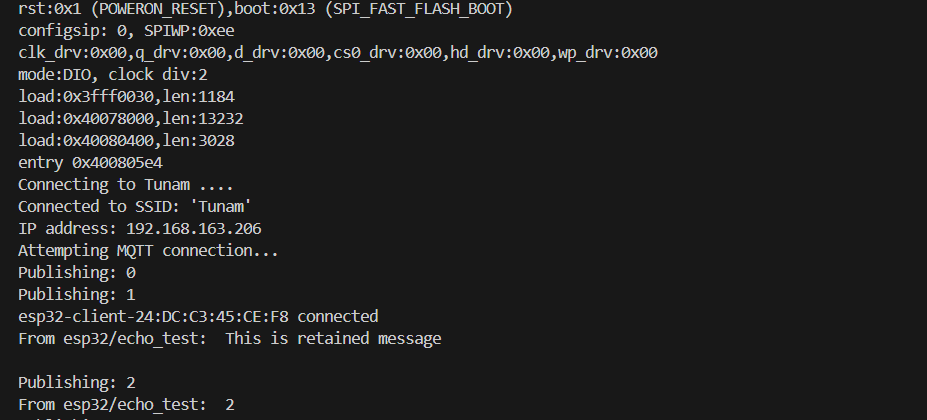 rst:0x1 (POWERON_RESET),boot:0x13 (SPI_FAST_FLASH_BOOT)
configsip: 0, SPIWP:0xee
clk_drv:0x00,q_drv:0x00,d_drv:0x00,cs0_drv:0x00,hd_drv:0x00,wp_drv:0x00
mode:DIO, clock div:2
load:0x3fff0030,len:1184
load:0x40078000,len:13232
load:0x40080400,len:3028
entry 0x400805e4
Connecting to Tunam ....
Connected to SSID: 'Tunam'
IP address: 192.168.163.206
Attempting MQTT connection...
Publishing: 0
Publishing: 1
esp32-client-24:DC:C3:45:CE:F8 connected
From esp32/echo_test:  This is retained message
Publishing: 2
From esp32/echo_test:  2